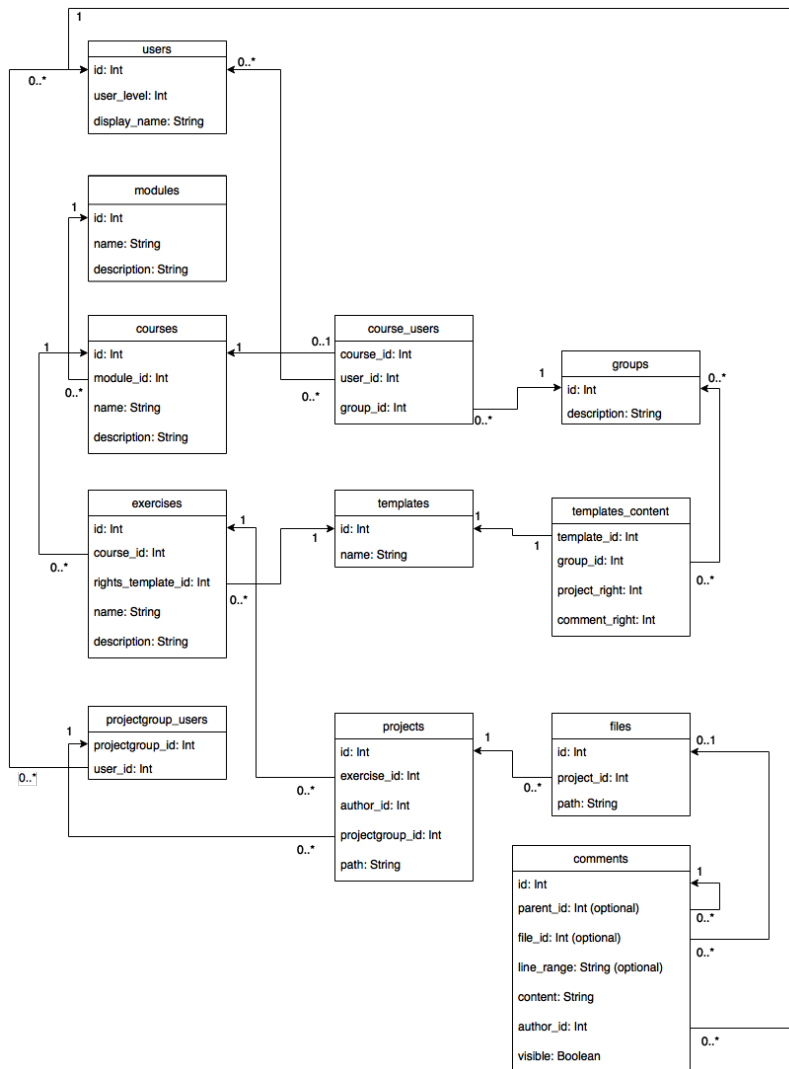 1
users
0..*
0..*
id: Int
user_level: Int
display_name: String
modules
1
id: Int
name: String
description: String
courses
course_users
1
1
0..1
id: Int
course_id: Int
groups
module_id: Int
user_id: Int
1
0..*
0..*
0..*
id: Int
name: String
group_id: Int
0..*
description: String
description: String
exercises
templates
templates_content
1
1
id: Int
id: Int
template_id: Int
1
1
course_id: Int
name: String
group_id: Int
0..*
0..*
rights_template_id: Int
0..*
project_right: Int
name: String
comment_right: Int
description: String
projectgroup_users
projects
files
1
1
0..1
projectgroup_id: Int
id: Int
id: Int
user_id: Int
0..*
exercise_id: Int
0..*
project_id: Int
0..*
author_id: Int
path: String
projectgroup_id: Int
0..*
path: String
comments
1
id: Int
parent_id: Int (optional)
0..*
file_id: Int (optional)
0..*
line_range: String (optional)
content: String
author_id: Int
0..*
visible: Boolean